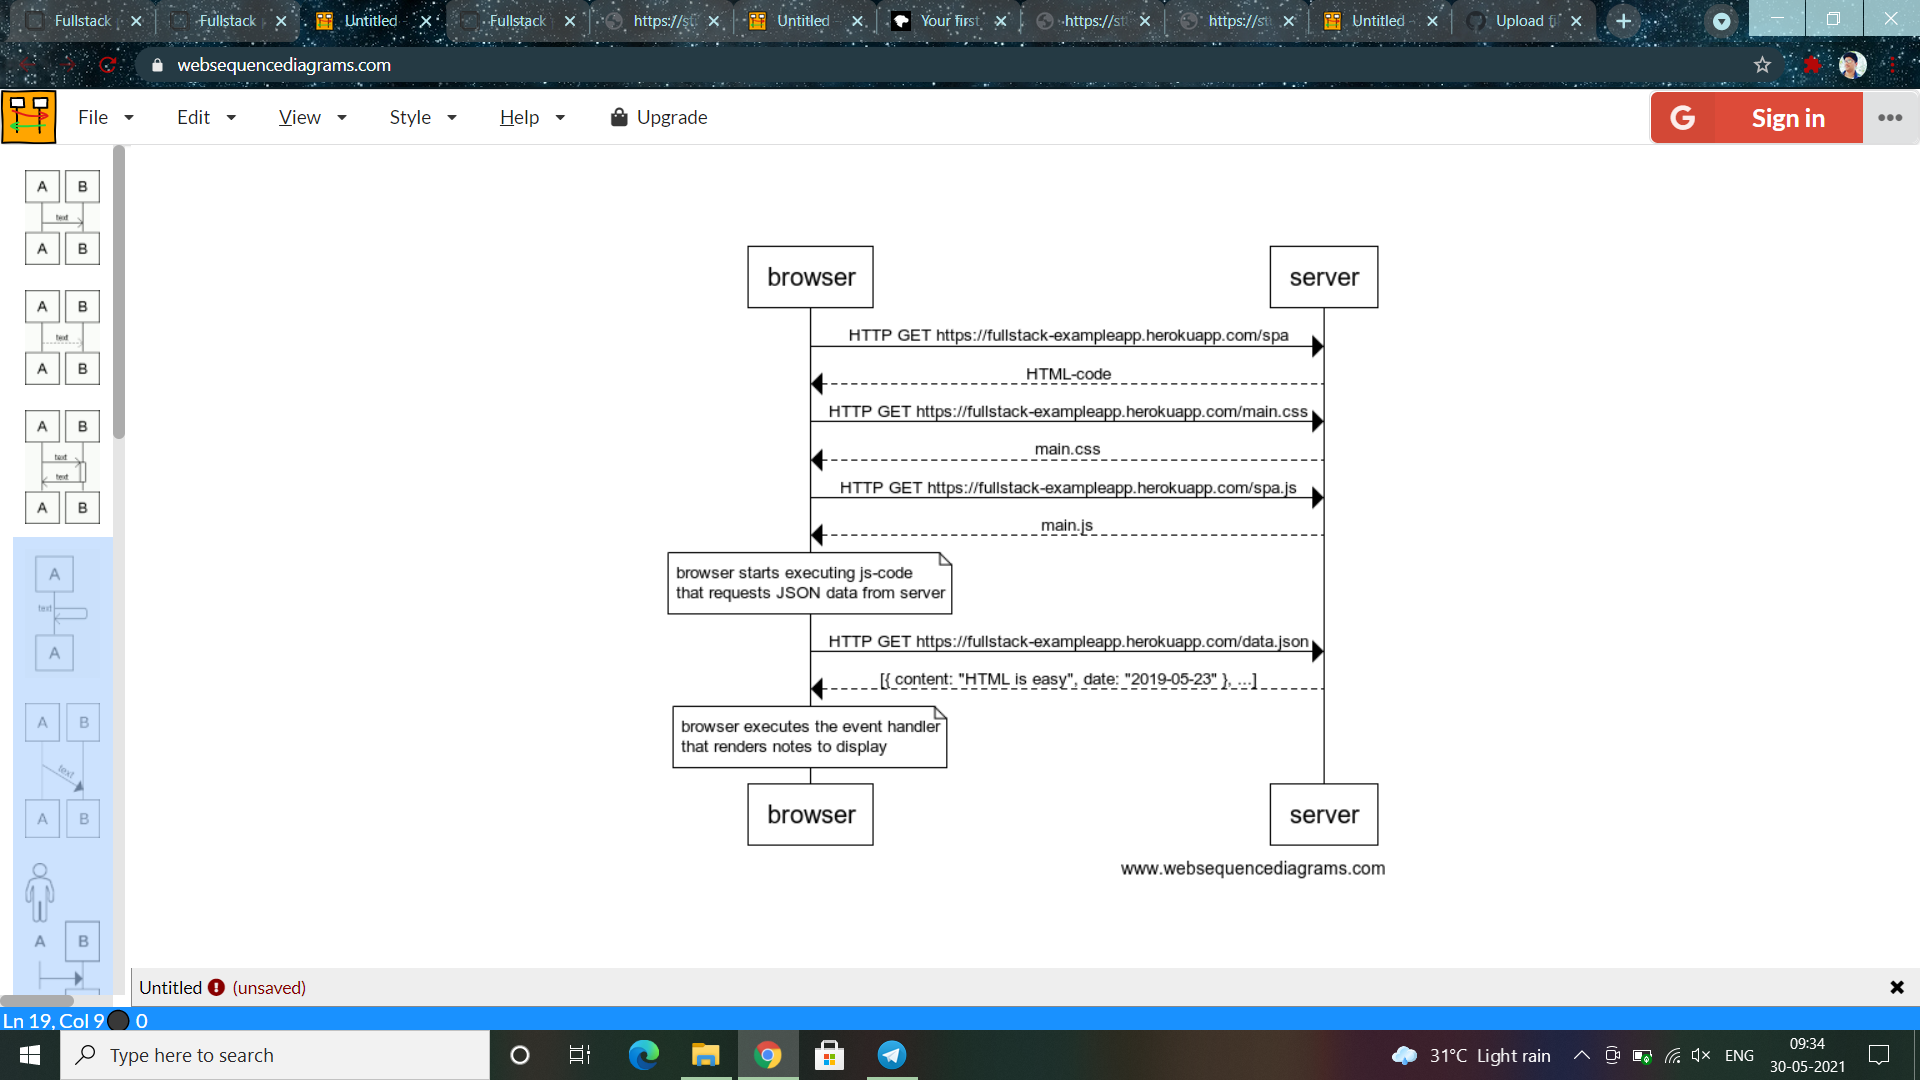 Fullstack
Fullstack
Untitled
Fullstack
https://st
Untitled
Your first
https://st
https://st
Untitled
Upload fi
websequencediagrams.com
File
Edit
View
Style
Help
Upgrade
G
Sign in
A B
text
A B
A B
text
A B
A B
text
text
A B
A
text
A
A B
text
A B
A B
browser
server
HTTP GET https://fullstack-exampleapp.herokuapp.com/spa
HTML-code
HTTP GET https://fullstack-exampleapp.herokuapp.com/main.css
main.css
HTTP GET https://fullstack-exampleapp.herokuapp.com/spa.js
main.js
browser starts executing js-code
that requests JSON data from server
HTTP GET https://fullstack-exampleapp.herokuapp.com/data.json
[{ content: "HTML is easy", date: "2019-05-23" }, ...]
browser executes the event handler
that renders notes to display
browser
server
www.websequencediagrams.com
Untitled (unsaved)
Ln 19, Col 9 0
Type here to search
31°C Light rain
ENG
09:34
30-05-2021